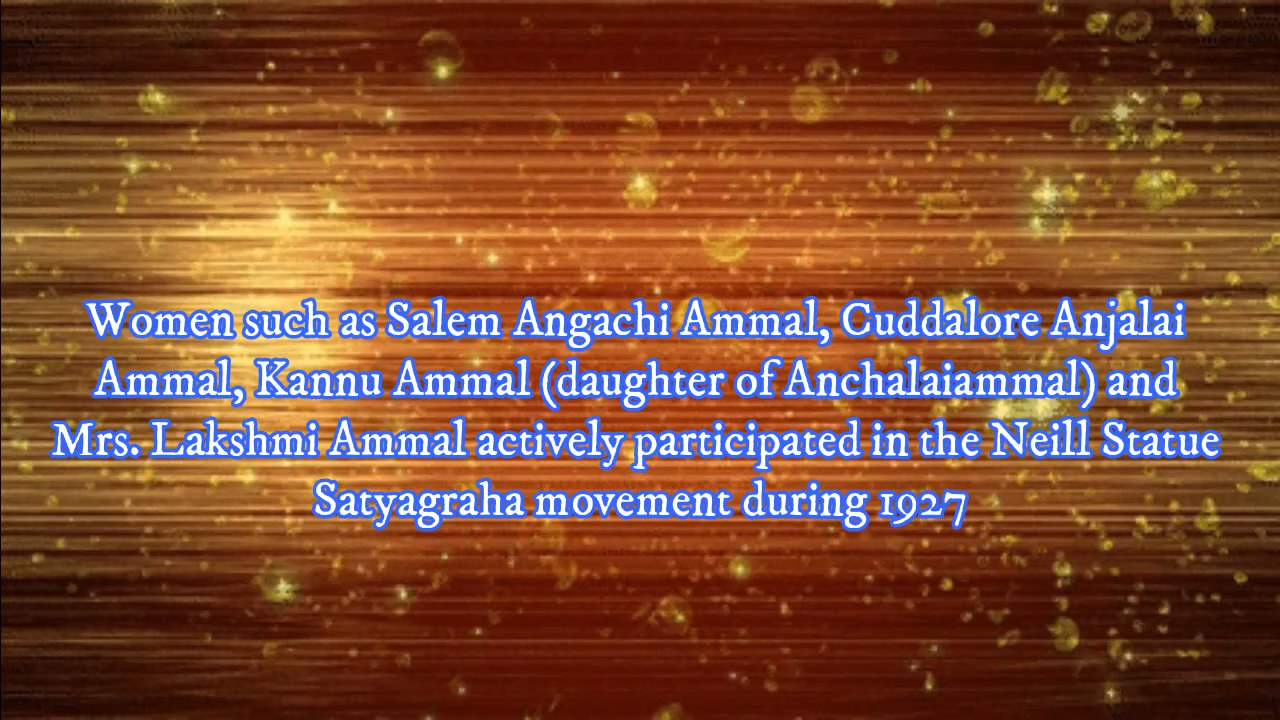 Women such as Salem Angachi Ammal, Cuddalore Anjalai
Ammal, Kannu Ammal (daughter of Anchalaiammal) and
Mrs. Lakshmi Ammal actively participated in the Neill Statue
Satyagraha movement during 1927